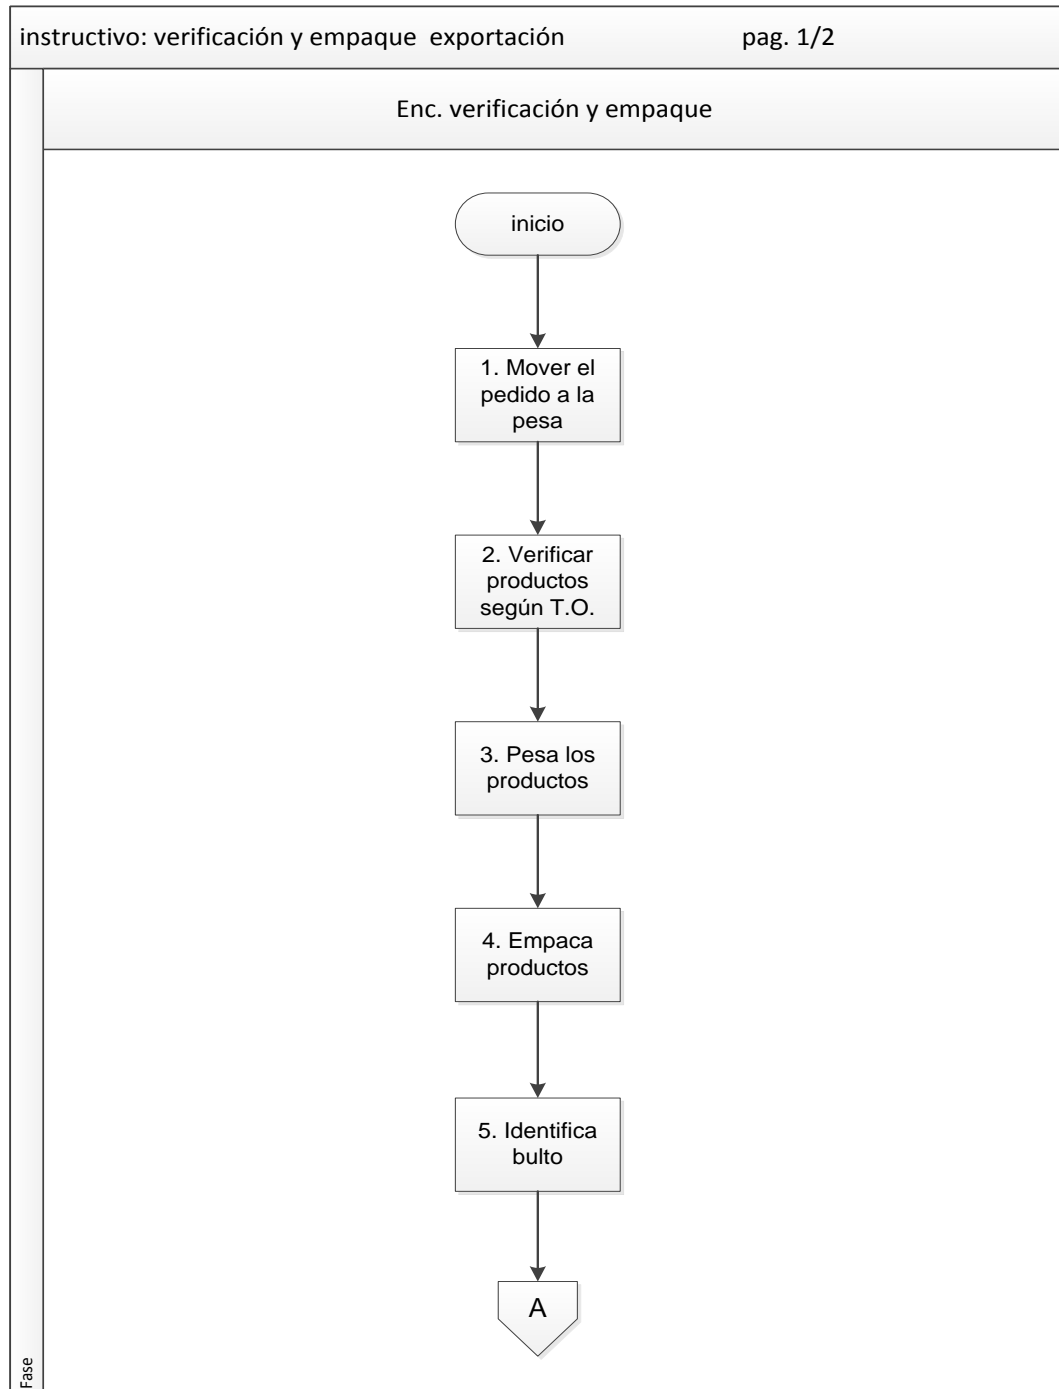 instructivo: verificación y empaque  exportación pag. 1/2
Enc. verificación y empaque
inicio
1. Mover el
pedido a la
pesa
2. Verificar
productos
según T.O.
3. Pesa los
productos
4. Empaca
productos
5. Identifica
bulto
A
Fase